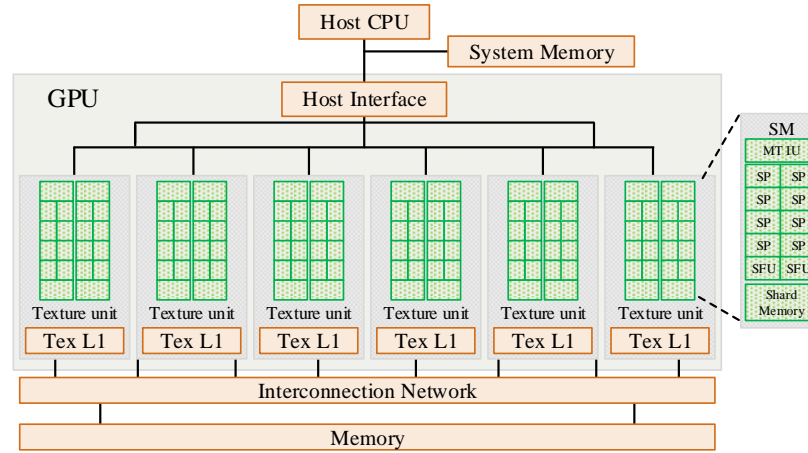 Host CPU
System Memory
GPU
Host Interface
SM
MT IU
SP SP
SP SP
SP SP
SP SP
SFU SFU
Shard
Memory
Texture unit Texture unit Texture unit Texture unit Texture unit Texture unit
Tex L1 Tex L1 Tex L1 Tex L1 Tex L1 Tex L1
Interconnection Network
Memory